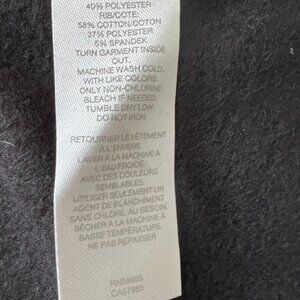 40% POLYESTER
RIB/CÔTE:
58% COTTON/COTON
37% POLYESTER
5% SPANDEX
TURN GARMENT INSIDE
OUT.
MACHINE WASH COLD.
WITH LIKE COLORS.
ONLY NON-CHLORINE
BLEACH IF NEEDED.
TUMBLE DRY LOW.
DO NOT IRON
RETOURNER LE VÊTEMENT
À L'ENVERS.
LAVER À LA MACHINE À
L'EAU FROIDE.
AVEC DES COULEURS
SEMBLABLES.
UTILISER SEULEMENT UN
AGENT DE BLANCHIMENT
SANS CHLORE, AU BESOIN.
SÉCHER À LA MACHINE À
BASSE TEMPÉRATURE.
NE PAS REPASSER